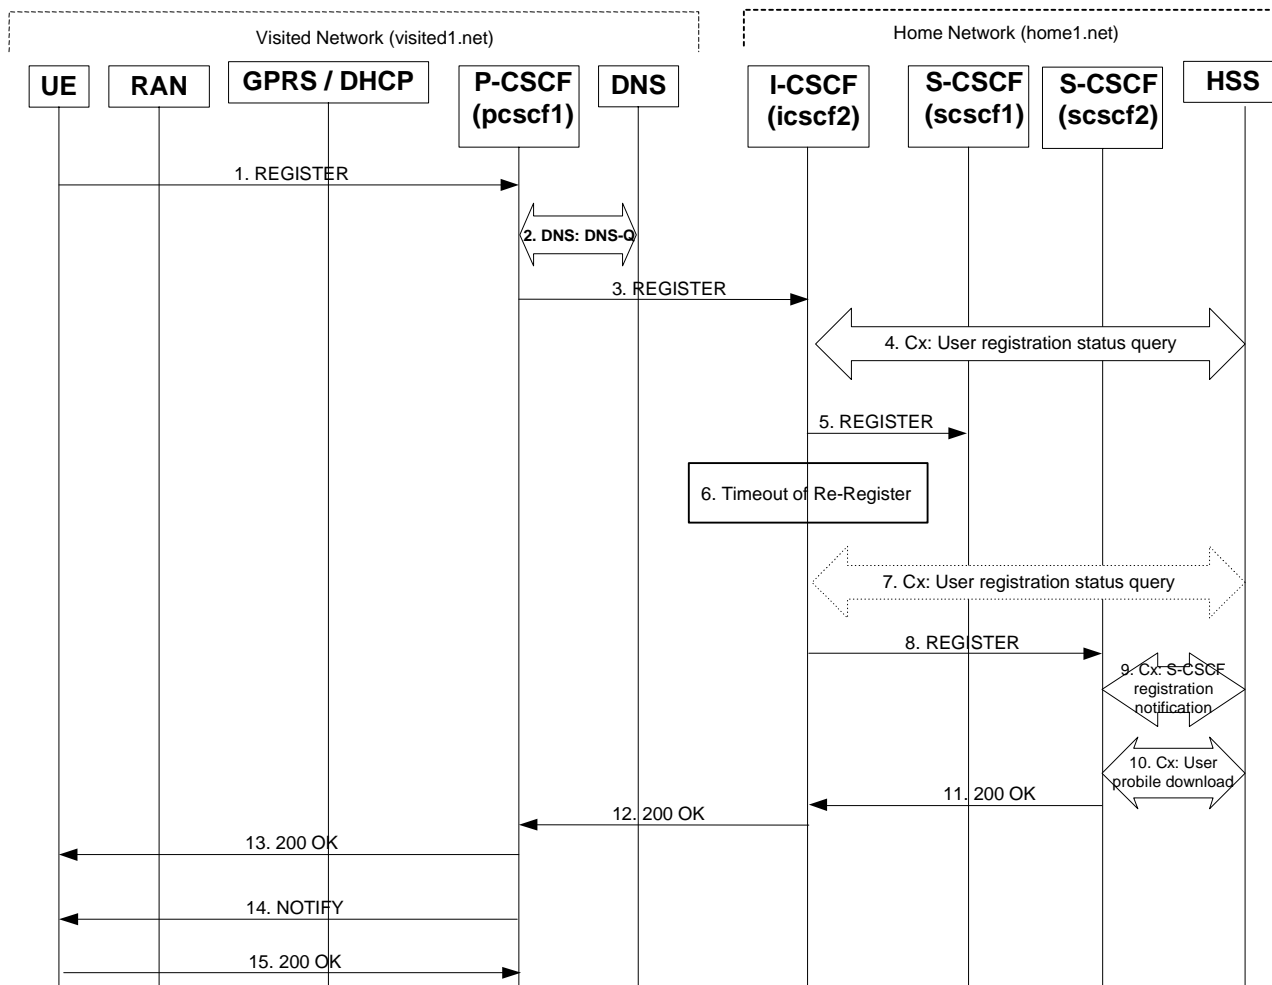 Visited Network (visited1.net)
Home Network (home1.net)
UE
RAN
GPRS / DHCP
P-CSCF
(pcscf1)
DNS
I-CSCF
(icscf2)
S-CSCF
(scscf1)
S-CSCF
(scscf2)
HSS
1. REGISTER
2. DNS: DNS-Q
3. REGISTER
4. Cx: User registration status query
5. REGISTER
6. Timeout of Re-Register
7. Cx: User registration status query
8. REGISTER
9. Cx: S-CSCF
registration
notification
10. Cx: User
probile download
11. 200 OK
12. 200 OK
13. 200 OK
14. NOTIFY
15. 200 OK